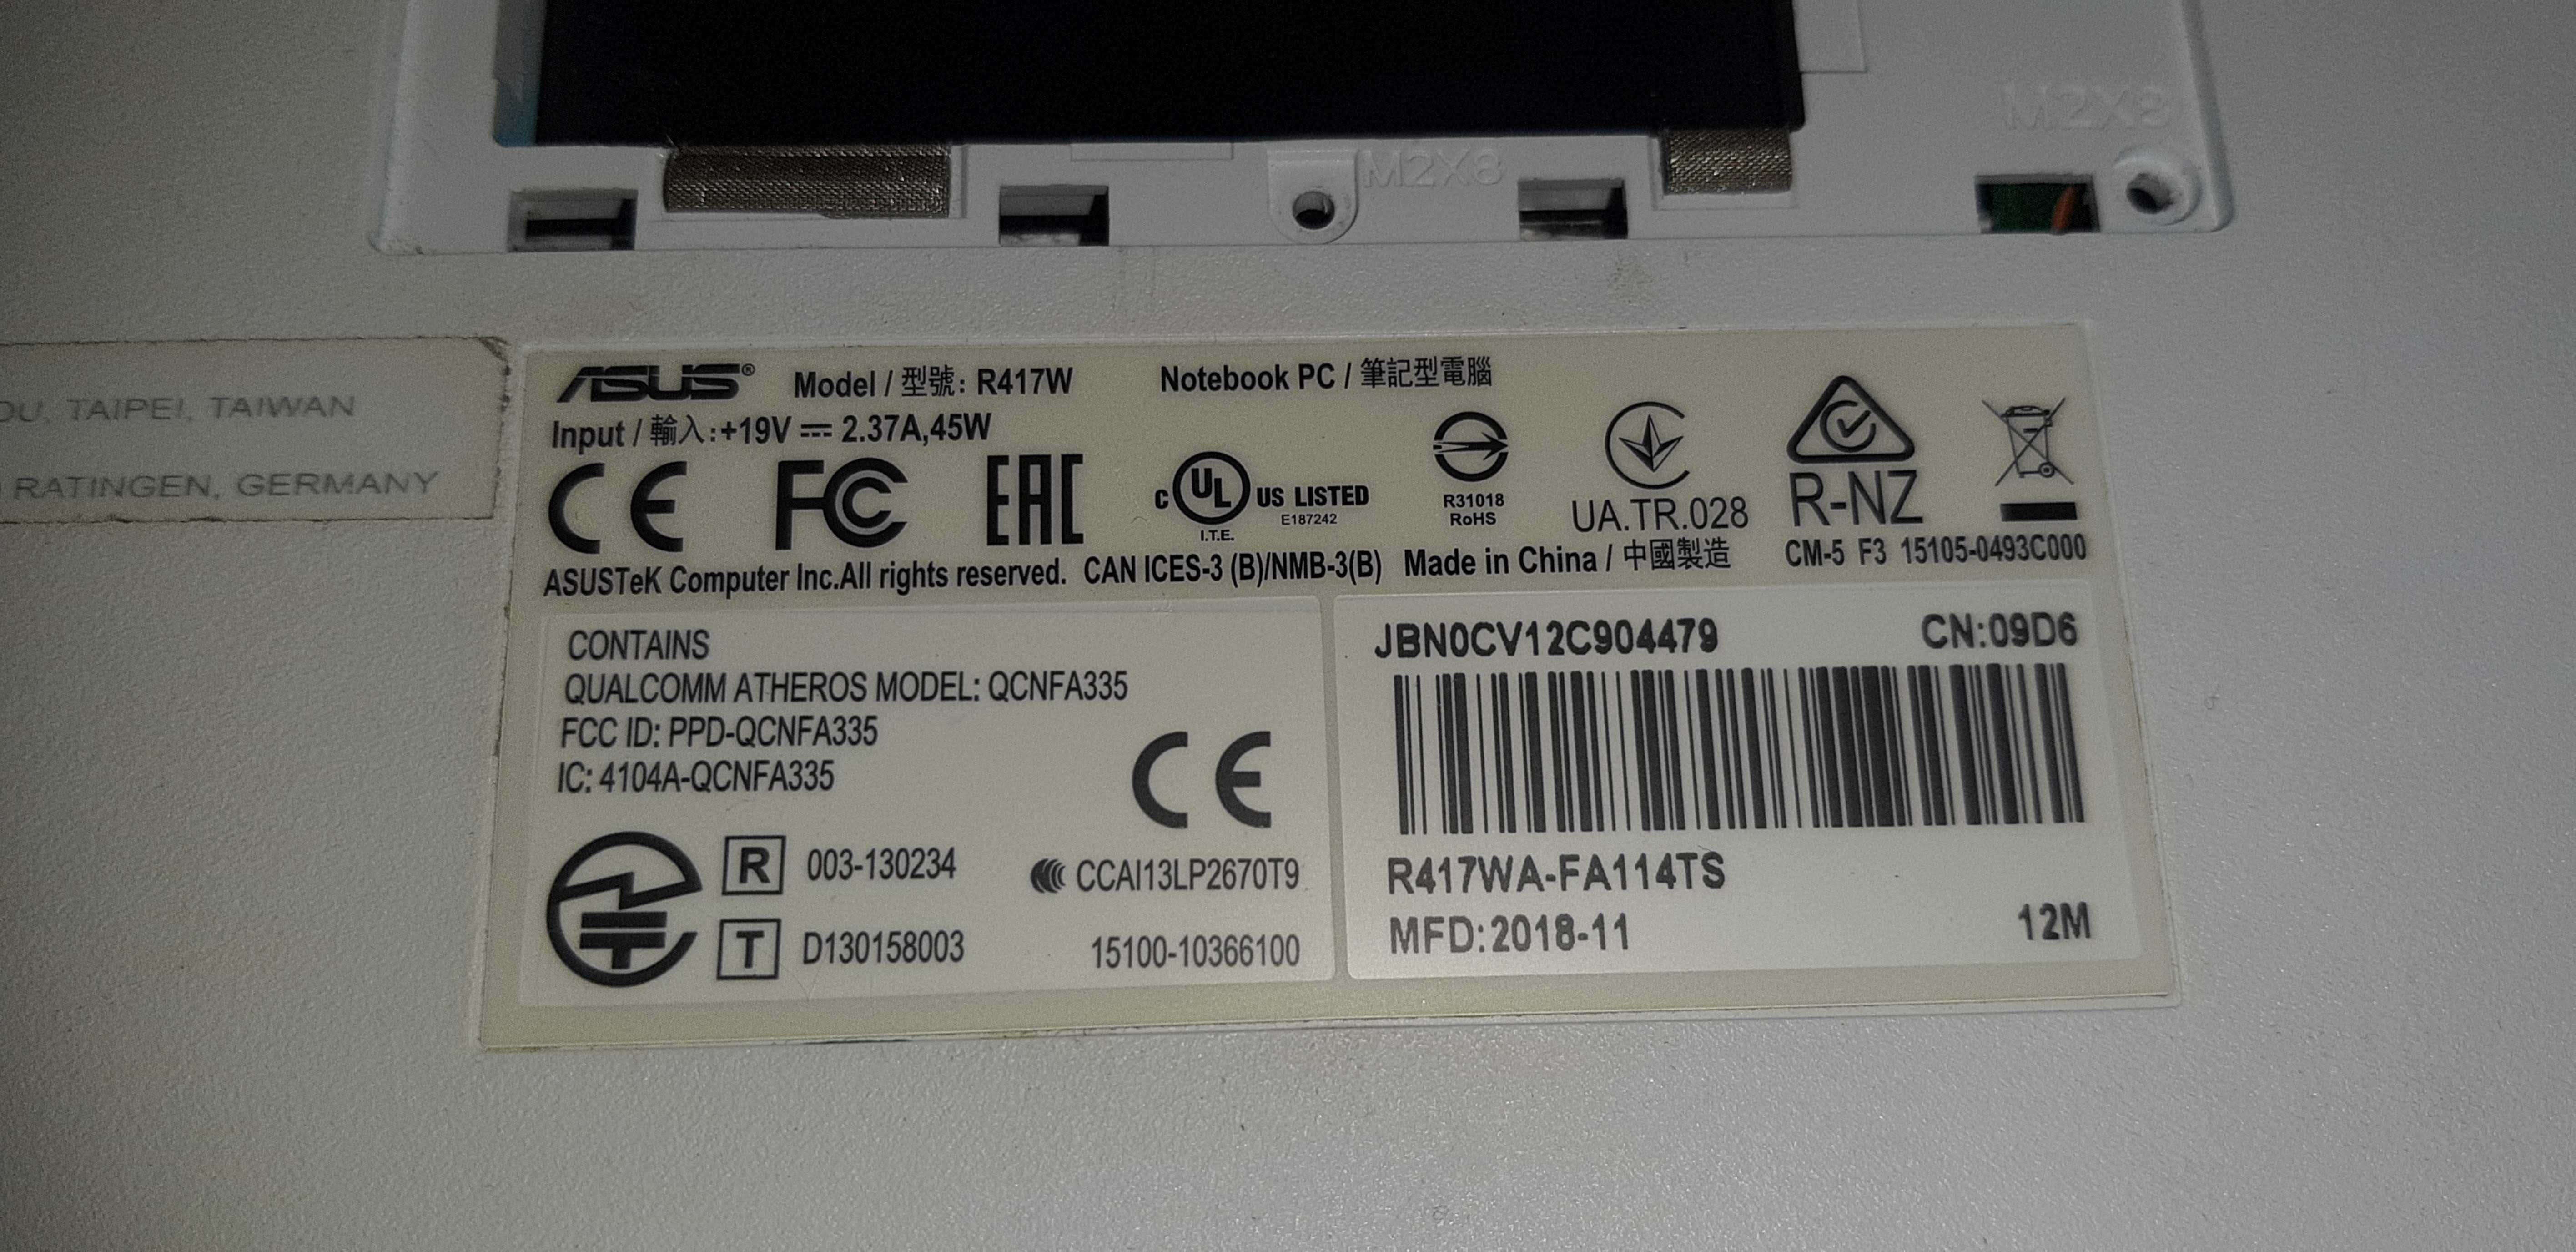 M2X8
M2X8
OU, TAIPEI, TAIWAN
RATINGEN, GERMANY
ASUS® Model / 型號: R417W Notebook PC / 筆記型電腦
Input / 輸入:+19V ⎓ 2.37A,45W
CE FC EAC c UL US LISTED
E187242
I.T.E.
R31018
RoHS
UA.TR.028
R-NZ
ASUSTeK Computer Inc.All rights reserved. CAN ICES-3 (B)/NMB-3(B) Made in China / 中國製造 CM-5 F3 15105-0493C000
CONTAINS
QUALCOMM ATHEROS MODEL: QCNFA335
FCC ID: PPD-QCNFA335
IC: 4104A-QCNFA335
CE
R 003-130234 CCAI13LP2670T9
T D130158003 15100-10366100
JBN0CV12C904479 CN:09D6
R417WA-FA114TS
MFD:2018-11 12M